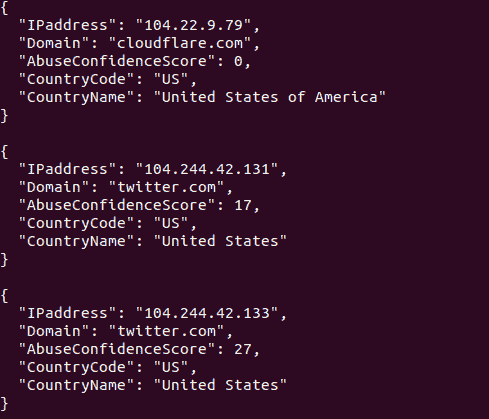 {
  "IPaddress": "104.22.9.79",
  "Domain": "cloudflare.com",
  "AbuseConfidenceScore": 0,
  "CountryCode": "US",
  "CountryName": "United States of America"
}

{
  "IPaddress": "104.244.42.131",
  "Domain": "twitter.com",
  "AbuseConfidenceScore": 17,
  "CountryCode": "US",
  "CountryName": "United States"
}

{
  "IPaddress": "104.244.42.133",
  "Domain": "twitter.com",
  "AbuseConfidenceScore": 27,
  "CountryCode": "US",
  "CountryName": "United States"
}